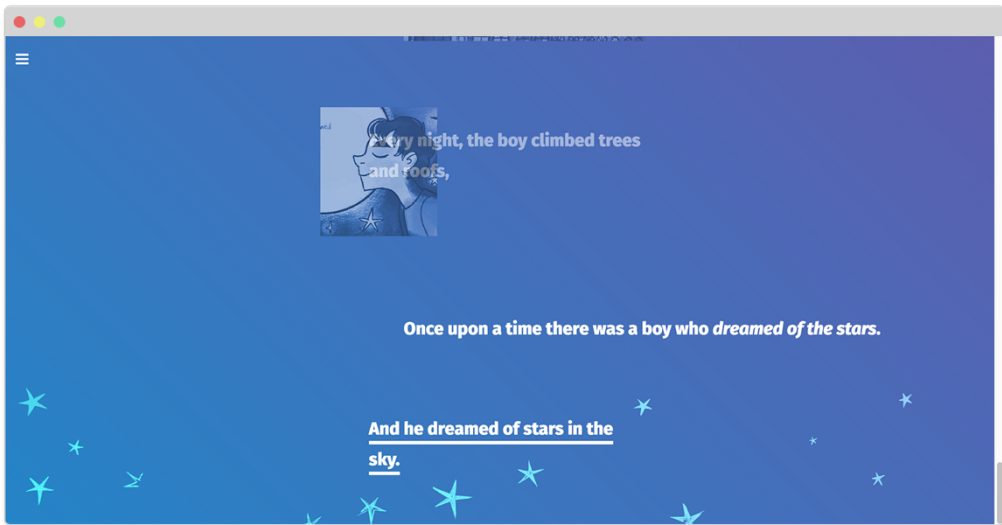 Every night, the boy climbed trees
and roofs,
Once upon a time there was a boy who dreamed of the stars.
And he dreamed of stars in the
sky.